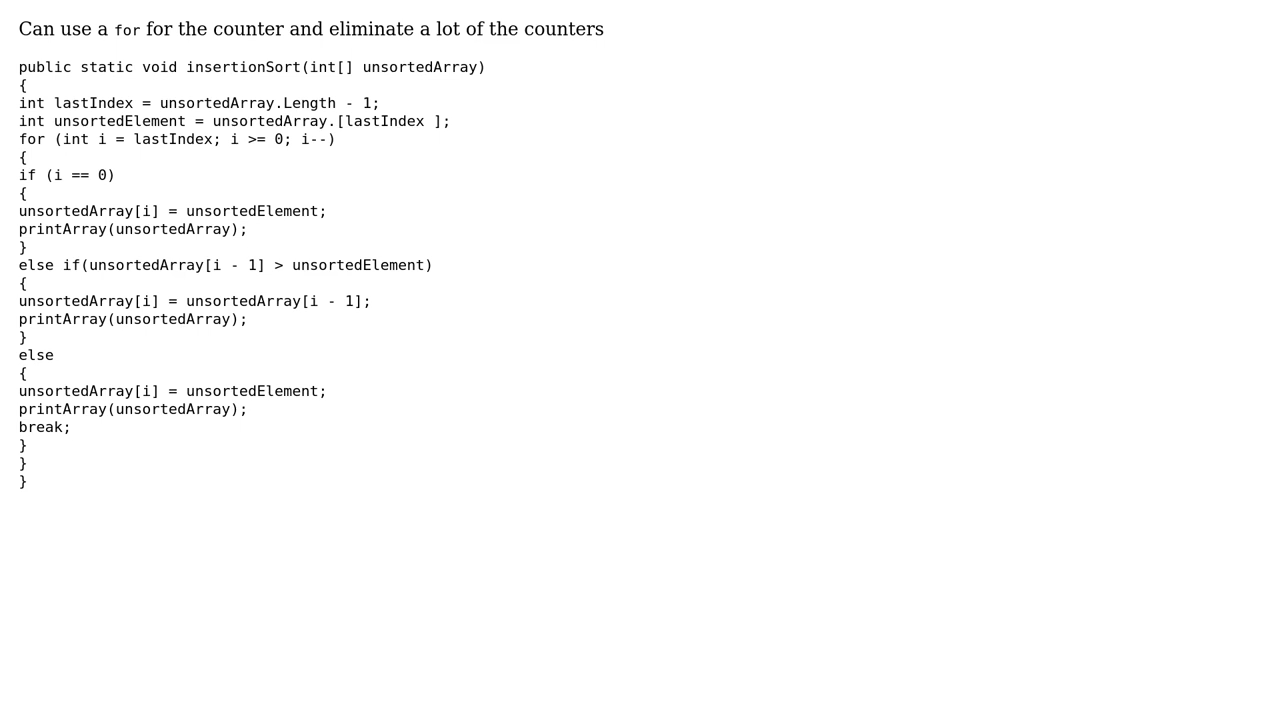 Can use a for for the counter and eliminate a lot of the counters
public static void insertionSort(int[] unsortedArray)
{
int lastIndex = unsortedArray.Length - 1;
int unsortedElement = unsortedArray.[lastIndex ];
for (int i = lastIndex; i >= 0; i--)
{
if (i == 0)
{
unsortedArray[i] = unsortedElement;
printArray(unsortedArray);
}
else if(unsortedArray[i - 1] > unsortedElement)
{
unsortedArray[i] = unsortedArray[i - 1];
printArray(unsortedArray);
}
else
{
unsortedArray[i] = unsortedElement;
printArray(unsortedArray);
break;
}
}
}